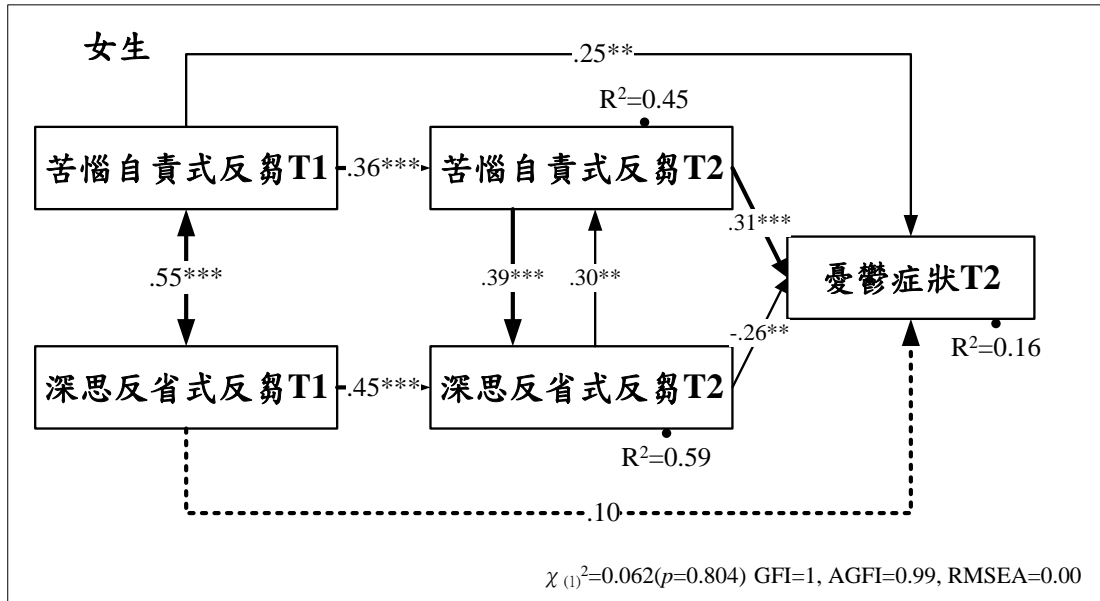 女生
.25**
R²=0.45
苦惱自責式反芻T1
.36***
苦惱自責式反芻T2
.31***
.55***
.39***
.30**
憂鬱症狀T2
-.26**
R²=0.16
深思反省式反芻T1
.45***
深思反省式反芻T2
R²=0.59
.10
χ₍₁₎²=0.062(p=0.804) GFI=1, AGFI=0.99, RMSEA=0.00